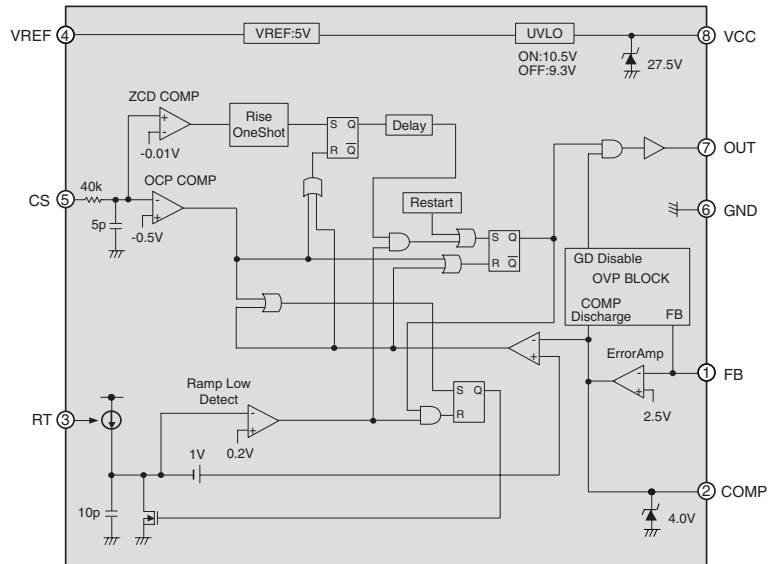 VREF 4
VREF:5V
UVLO
8 VCC
ON:10.5V
OFF:9.3V
27.5V
ZCD COMP
+
-
-0.01V
Rise
OneShot
S Q
R Q
Delay
7 OUT
CS 5
40k
5p
OCP COMP
-
+
-0.5V
Restart
S Q
R Q
6 GND
GD Disable
OVP BLOCK
COMP
Discharge
FB
-
+
ErrorAmp
-
+
2.5V
1 FB
RT 3
Ramp Low
Detect
-
+
0.2V
S
R
1V
10p
2 COMP
4.0V